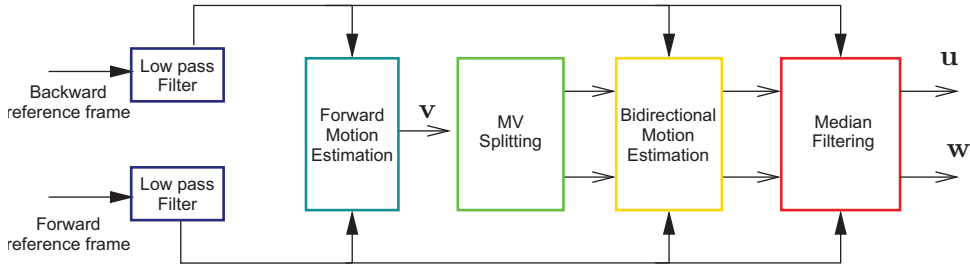 Low pass
Filter
Backward
reference frame
Forward
Motion
Estimation
v
MV
Splitting
Bidirectional
Motion
Estimation
Median
Filtering
u
w
Low pass
Filter
Forward
reference frame